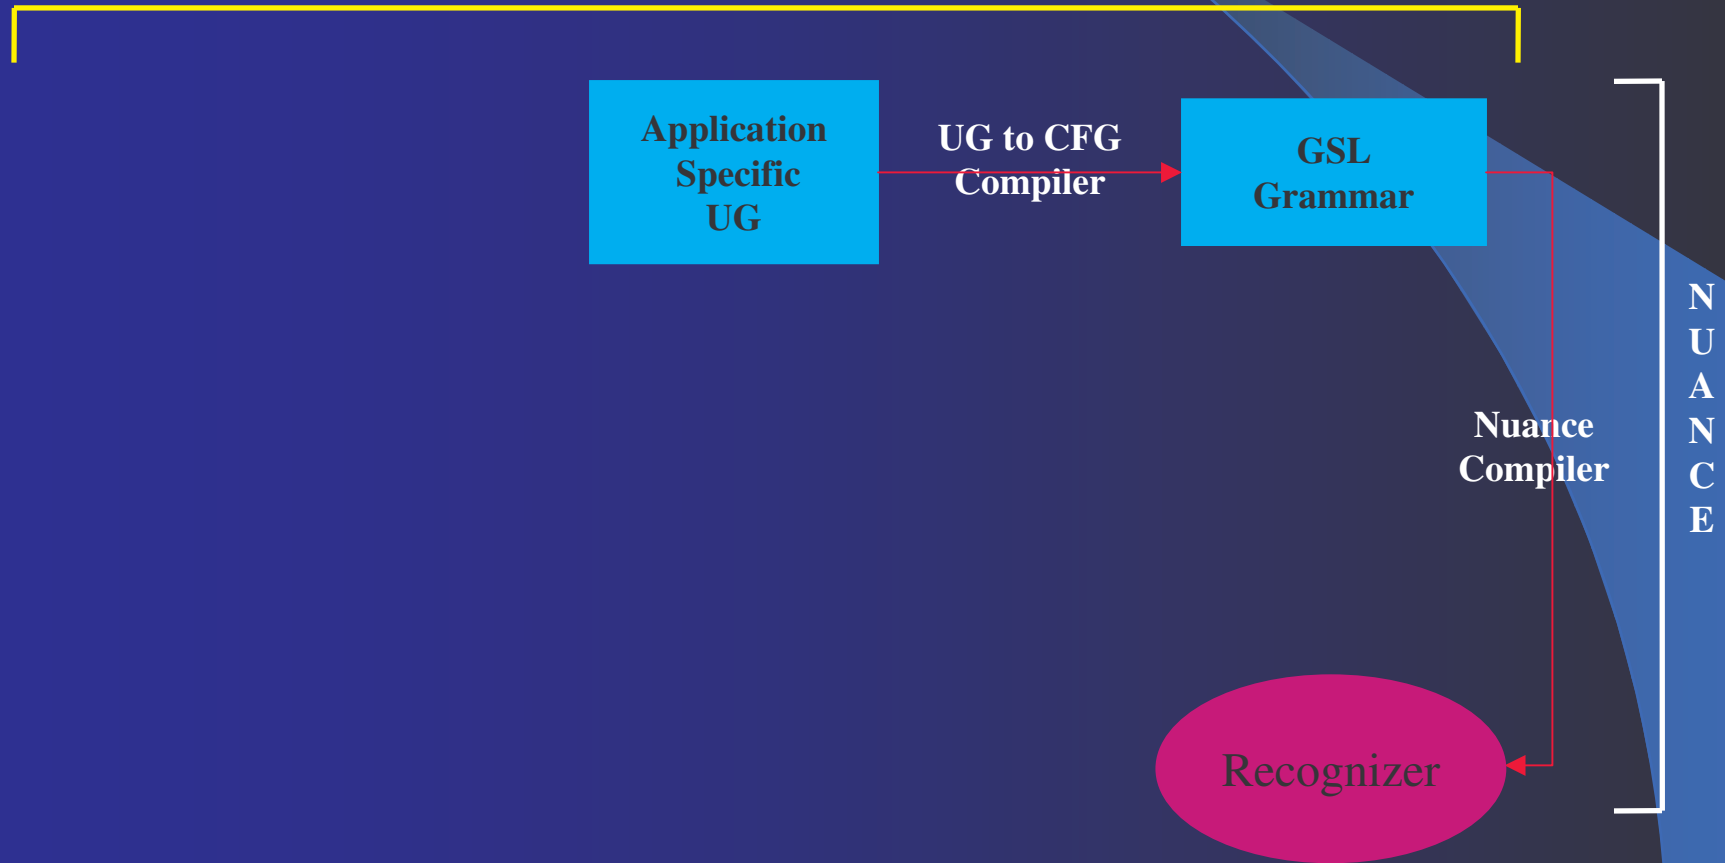 Application
Specific
UG
UG to CFG
Compiler
GSL
Grammar
Nuance
Compiler
N
U
A
N
C
E
Recognizer